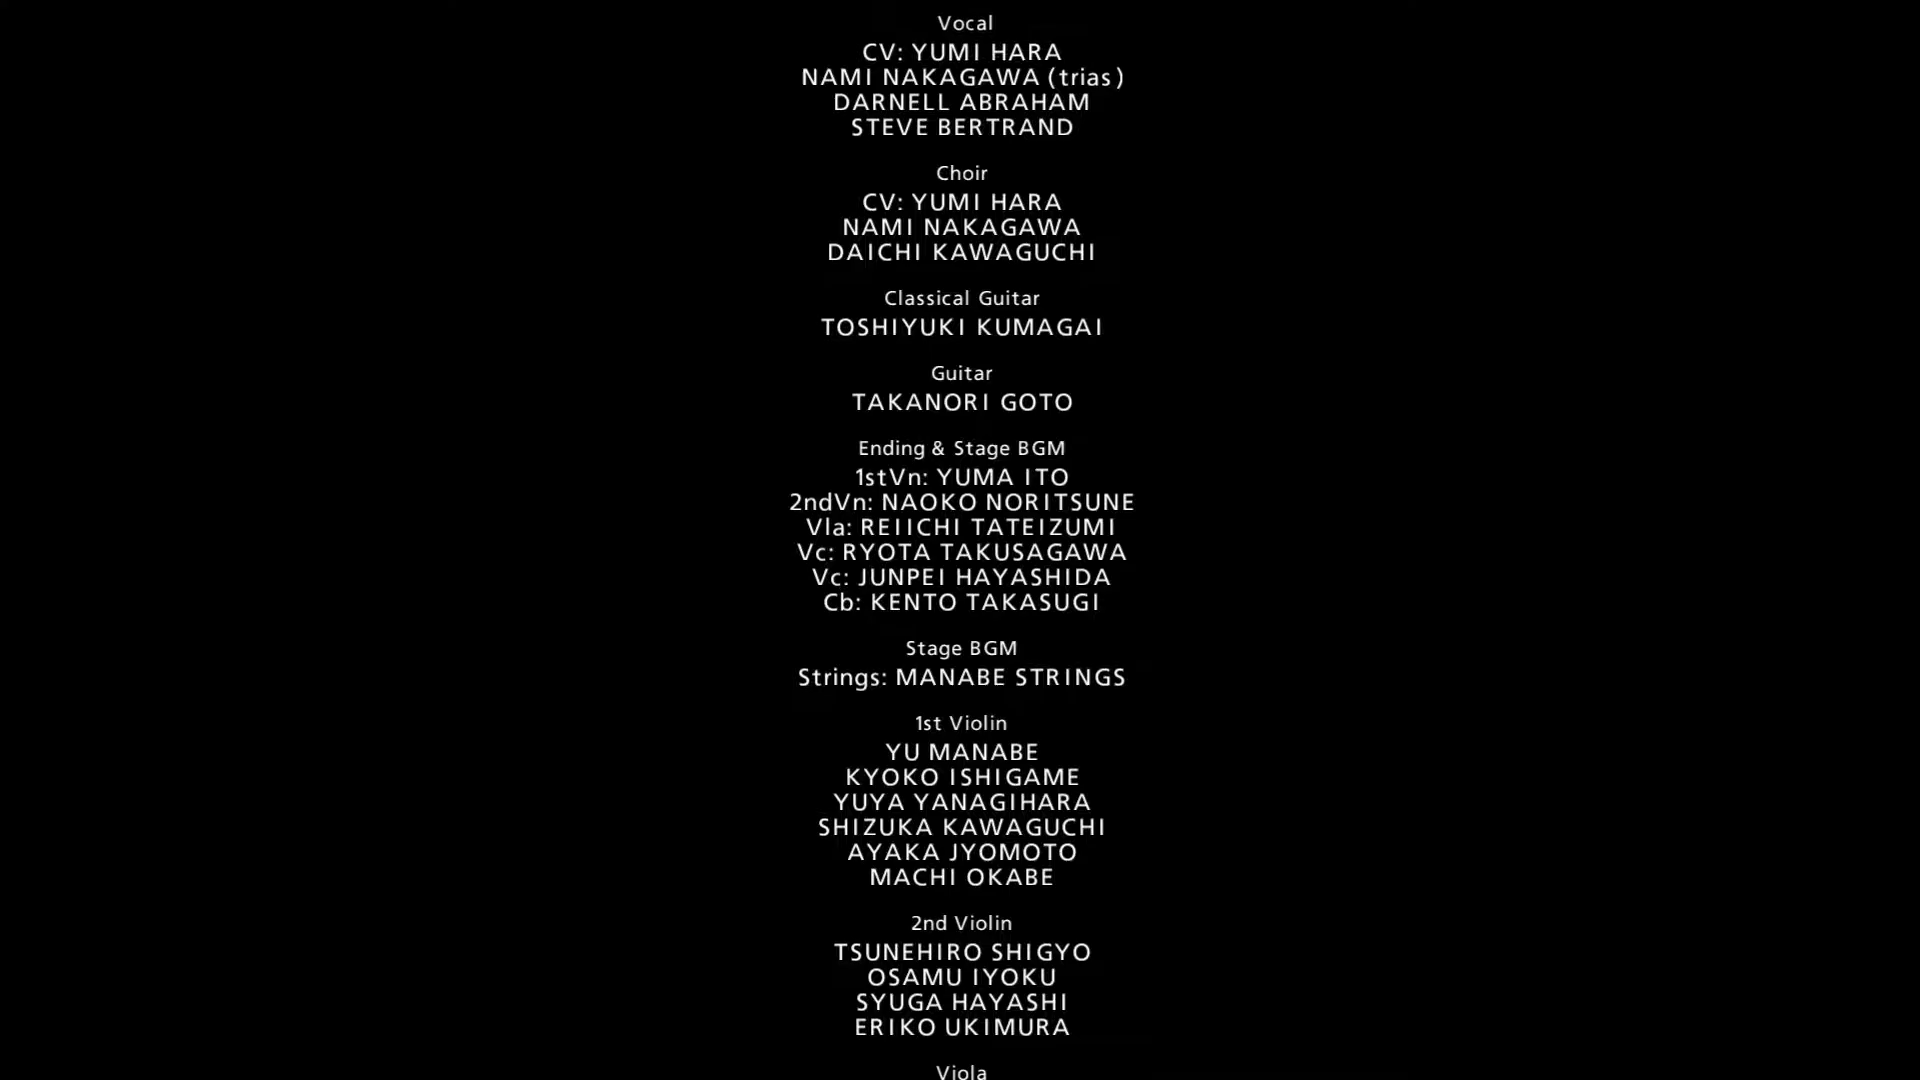 Vocal
CV: YUMI HARA
NAMI NAKAGAWA (trias)
DARNELL ABRAHAM
STEVE BERTRAND
Choir
CV: YUMI HARA
NAMI NAKAGAWA
DAICHI KAWAGUCHI
Classical Guitar
TOSHIYUKI KUMAGAI
Guitar
TAKANORI GOTO
Ending & Stage BGM
1stVn: YUMA ITO
2ndVn: NAOKO NORITSUNE
Vla: REIICHI TATEIZUMI
Vc: RYOTA TAKUSAGAWA
Vc: JUNPEI HAYASHIDA
Cb: KENTO TAKASUGI
Stage BGM
Strings: MANABE STRINGS
1st Violin
YU MANABE
KYOKO ISHIGAME
YUYA YANAGIHARA
SHIZUKA KAWAGUCHI
AYAKA JYOMOTO
MACHI OKABE
2nd Violin
TSUNEHIRO SHIGYO
OSAMU IYOKU
SYUGA HAYASHI
ERIKO UKIMURA
Viola